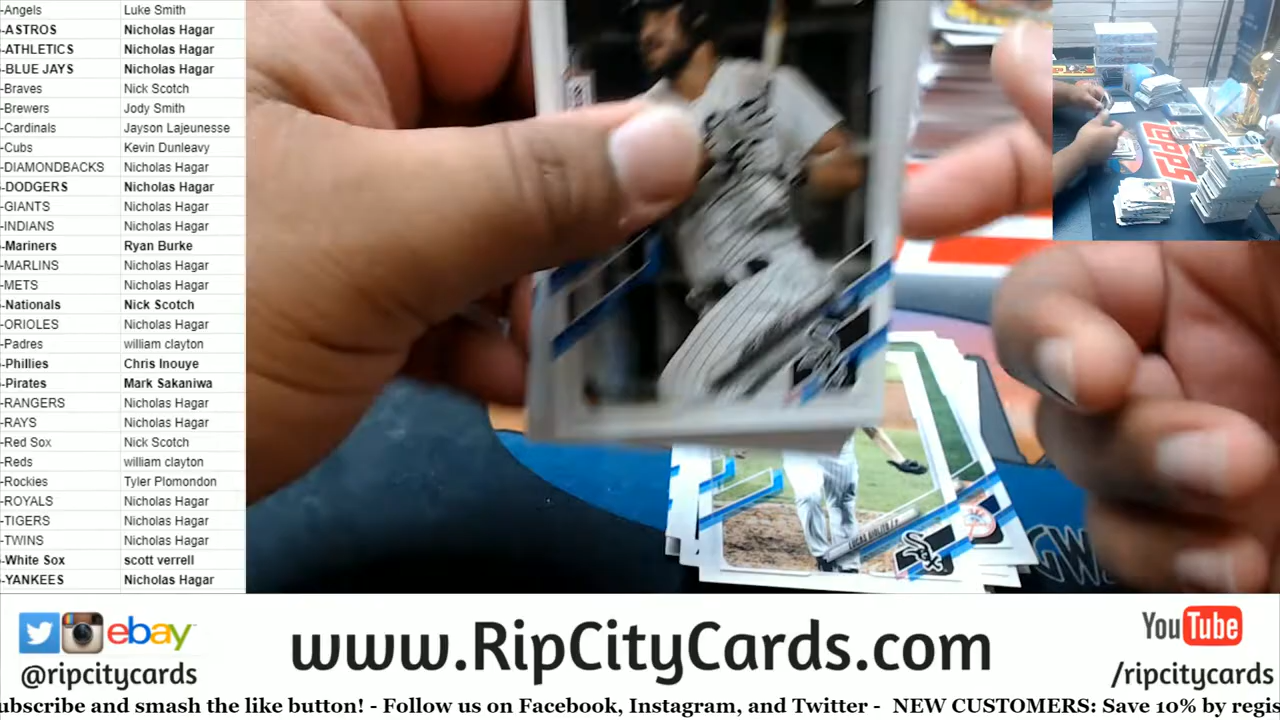 -Angels Luke Smith
-ASTROS Nicholas Hagar
-ATHLETICS Nicholas Hagar
-BLUE JAYS Nicholas Hagar
-Braves Nick Scotch
-Brewers Jody Smith
-Cardinals Jayson Lajeunesse
-Cubs Kevin Dunleavy
-DIAMONDBACKS Nicholas Hagar
-DODGERS Nicholas Hagar
-GIANTS Nicholas Hagar
-INDIANS Nicholas Hagar
-Mariners Ryan Burke
-MARLINS Nicholas Hagar
-METS Nicholas Hagar
-Nationals Nick Scotch
-ORIOLES Nicholas Hagar
-Padres william clayton
-Phillies Chris Inouye
-Pirates Mark Sakaniwa
-RANGERS Nicholas Hagar
-RAYS Nicholas Hagar
-Red Sox Nick Scotch
-Reds william clayton
-Rockies Tyler Plomondon
-ROYALS Nicholas Hagar
-TIGERS Nicholas Hagar
-TWINS Nicholas Hagar
-White Sox scott verrell
-YANKEES Nicholas Hagar
TOPPS
LUCAS GIOLITO
Sox
GW
ebay
@ripcitycards
www.RipCityCards.com
YouTube
/ripcitycards
ubscribe and smash the like button! - Follow us on Facebook, Instagram, and Twitter - NEW CUSTOMERS: Save 10% by regis